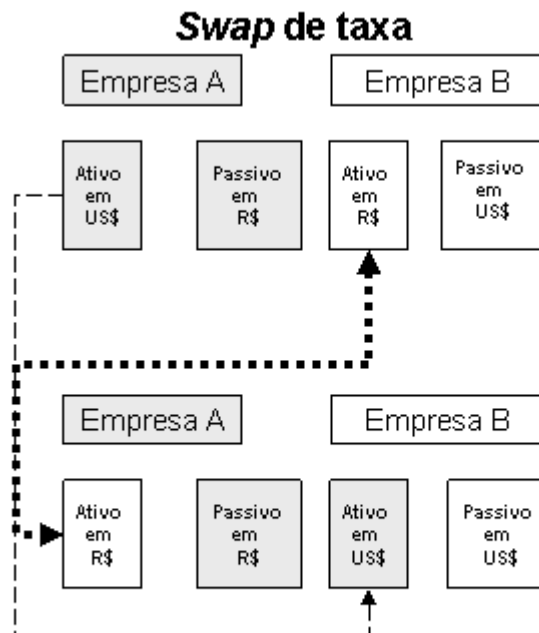 Swap de taxa
Empresa A
Empresa B
Ativo
em
US$
Passivo
em
R$
Ativo
em
R$
Passivo
em
US$
Empresa A
Empresa B
Ativo
em
R$
Passivo
em
R$
Ativo
em
US$
Passivo
em
US$